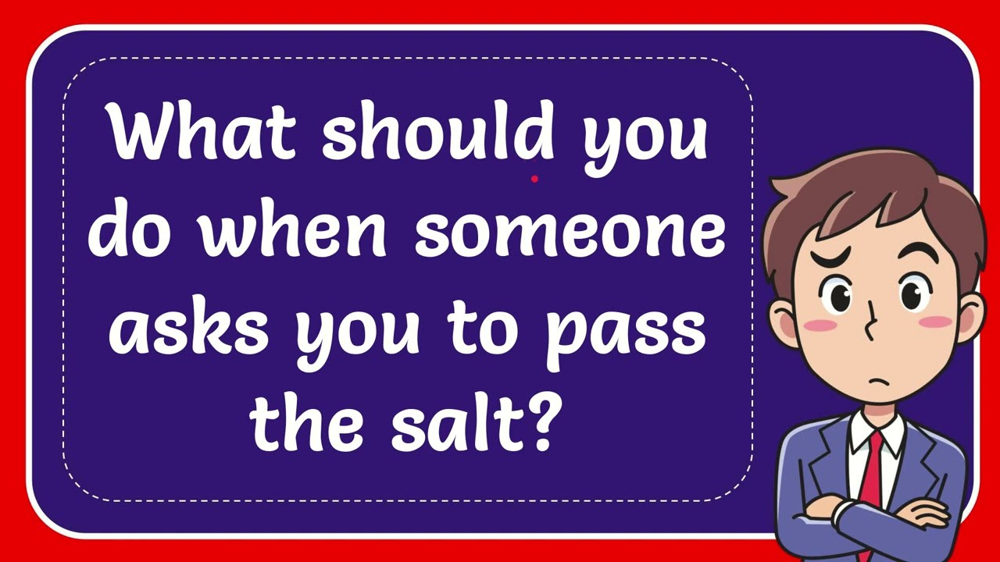 What should you
do when someone
asks you to pass
the salt?